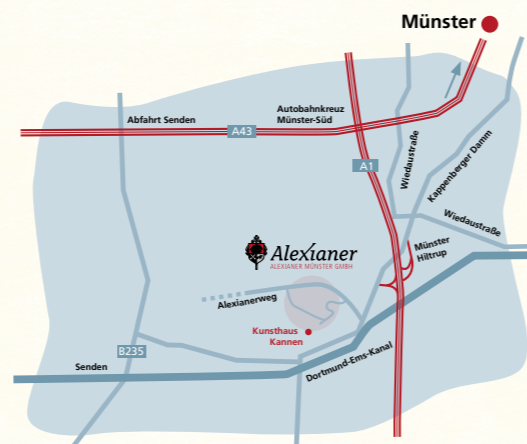 Münster
Abfahrt Senden
A43
Autobahnkreuz
Münster-Süd
A1
Wiedaustraße
Kappenberger Damm
Wiedaustraße
Münster
Hiltrup
Alexianer
ALEXIANER MÜNSTER GMBH
Alexianerweg
Kunsthaus
Kannen
B235
Senden
Dortmund-Ems-Kanal